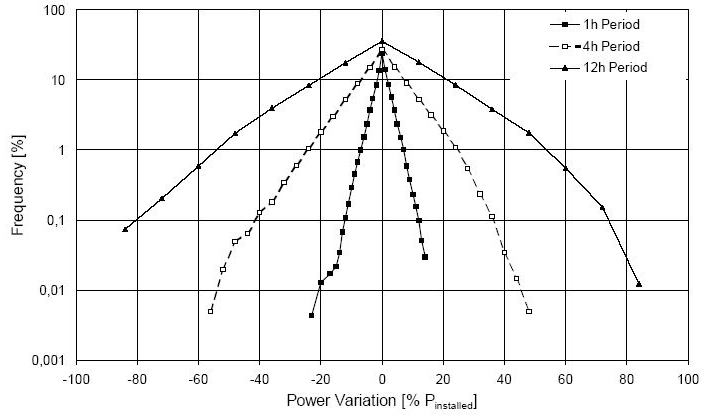 100
10
1
0,1
0,01
0,001
Frequency [%]
1h Period
4h Period
12h Period
-100 -80 -60 -40 -20 0 20 40 60 80 100
Power Variation [% Pinstalled]